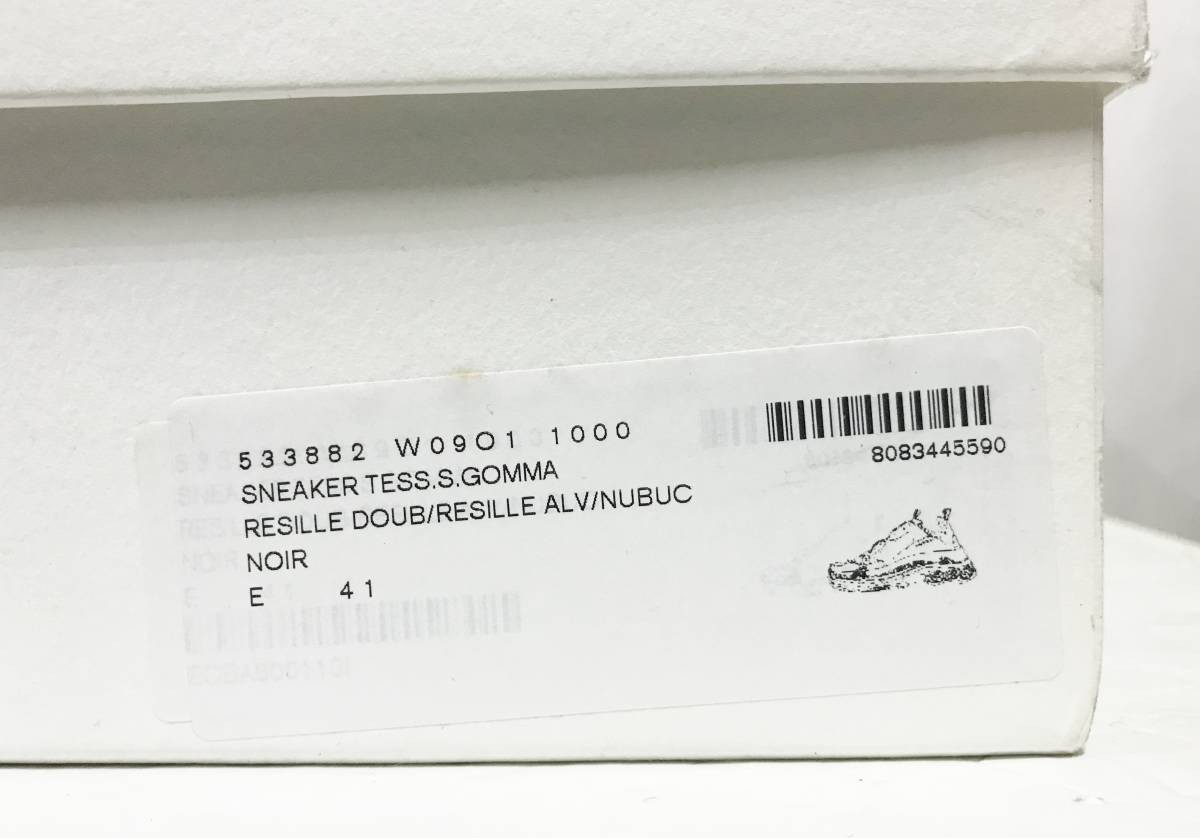 533882 W09O1 1000
8083445590
SNEAKER TESS.S.GOMMA
RESILLE DOUB/RESILLE ALV/NUBUC
NOIR
E 41